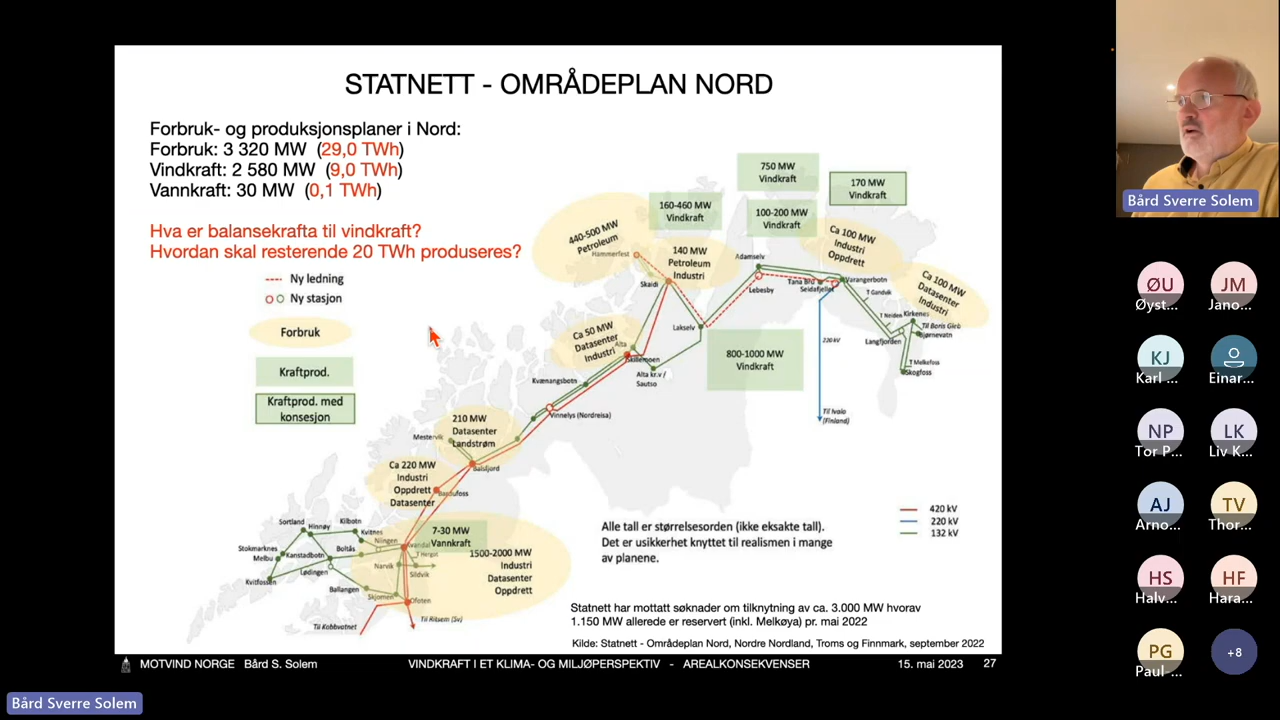 STATNETT - OMRÅDEPLAN NORD
Forbruk- og produksjonsplaner i Nord:
Forbruk: 3 320 MW (29,0 TWh)
Vindkraft: 2 580 MW (9,0 TWh)
Vannkraft: 30 MW (0,1 TWh)
Hva er balansekrafta til vindkraft?
Hvordan skal resterende 20 TWh produseres?
Ny ledning
Ny stasjon
Forbruk
Kraftprod.
Kraftprod. med
konsesjon
440-500 MW
Petroleum
Hammerfest
160-460 MW
Vindkraft
750 MW
Vindkraft
170 MW
Vindkraft
100-200 MW
Vindkraft
140 MW
Petroleum
Industri
Ca 100 MW
Industri
Oppdrett
Ca 100 MW
Datasenter
Industri
Adamselv
Skaidi
Lebesby
Tana Bru
Seidafjellet
Varangerbotn
T Gandvik
T Neiden
Kirkenes
Til Boris Gleb
Bjørnevatn
Langfjorden
T Melkefoss
Skogfoss
Lakselv
Ca 50 MW
Datasenter
Industri
Alta
Skillemoen
Alta kr.v /
Sautso
Kvænangsbotn
800-1000 MW
Vindkraft
220 kV
Til Ivalo
(Finland)
Vinnelys (Nordreisa)
210 MW
Datasenter
Landstrøm
Mestervik
Balsfjord
Ca 220 MW
Industri
Oppdrett
Datasenter
Bardufoss
7-30 MW
Vannkraft
1500-2000 MW
Industri
Datasenter
Oppdrett
Sortland
Hinnøy
Kilbotn
Kvitnes
Stokmarknes
Melbu
Kanstadbotn
Boltås
Niingen
Kvandal
T Hergot
Kvitfossen
Lødingen
Narvik
Sildvik
Ballangen
Skjomen
Ofoten
Til Kobbvatnet
Til Ritsem (Sv)
420 kV
220 kV
132 kV
Alle tall er størrelsesorden (ikke eksakte tall).
Det er usikkerhet knyttet til realismen i mange
av planene.
Statnett har mottatt søknader om tilknytning av ca. 3.000 MW hvorav
1.150 MW allerede er reservert (inkl. Melkøya) pr. mai 2022
Kilde: Statnett - Områdeplan Nord, Nordre Nordland, Troms og Finnmark, september 2022
MOTVIND NORGE Bård S. Solem
VINDKRAFT I ET KLIMA- OG MILJØPERSPEKTIV - AREALKONSEKVENSER
15. mai 2023
27
Bård Sverre Solem
Bård Sverre Solem
ØU
JM
Øyst...
Jano...
KJ
Karl ...
Einar...
NP
LK
Tor P...
Liv K...
AJ
TV
Arno...
Thor...
HS
HF
Halv...
Hara...
PG
+8
Paul-...